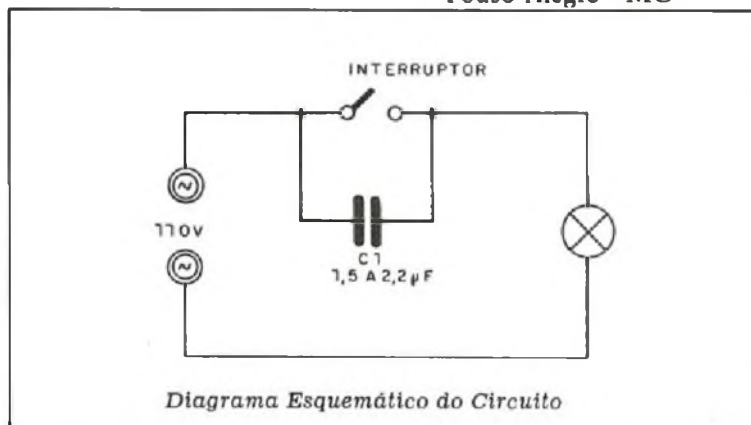 INTERRUPTOR
~
110V
~
C1
1,5 A 2,2µF
Diagrama Esquemático do Circuito